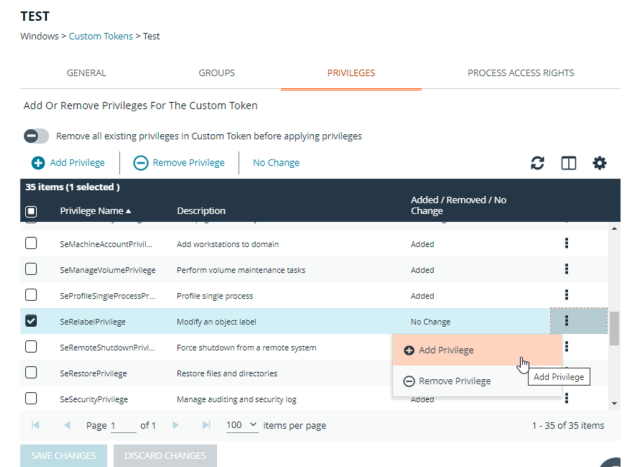 TEST
Windows > Custom Tokens > Test
GENERAL GROUPS PRIVILEGES PROCESS ACCESS RIGHTS
Add Or Remove Privileges For The Custom Token
Remove all existing privileges in Custom Token before applying privileges
Add Privilege Remove Privilege No Change
35 items (1 selected )
Privilege Name Description Added / Removed / No Change
SeMachineAccountPrivil... Add workstations to domain Added
SeManageVolumePrivilege Perform volume maintenance tasks Added
SeProfileSingleProcessPr... Profile single process Added
SeRelabelPrivilege Modify an object label No Change
SeRemoteShutdownPrivi... Force shutdown from a remote system
Add Privilege
SeRestorePrivilege Restore files and directories
Remove Privilege
Add Privilege
SeSecurityPrivilege Manage auditing and security log Added
Page 1 of 1 100 items per page 1 - 35 of 35 items
SAVE CHANGES DISCARD CHANGES